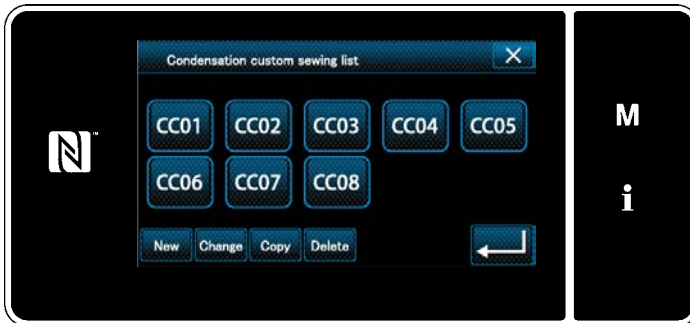 Condensation custom sewing list
CC01 CC02 CC03 CC04 CC05
CC06 CC07 CC08
New Change Copy Delete
M
i
N